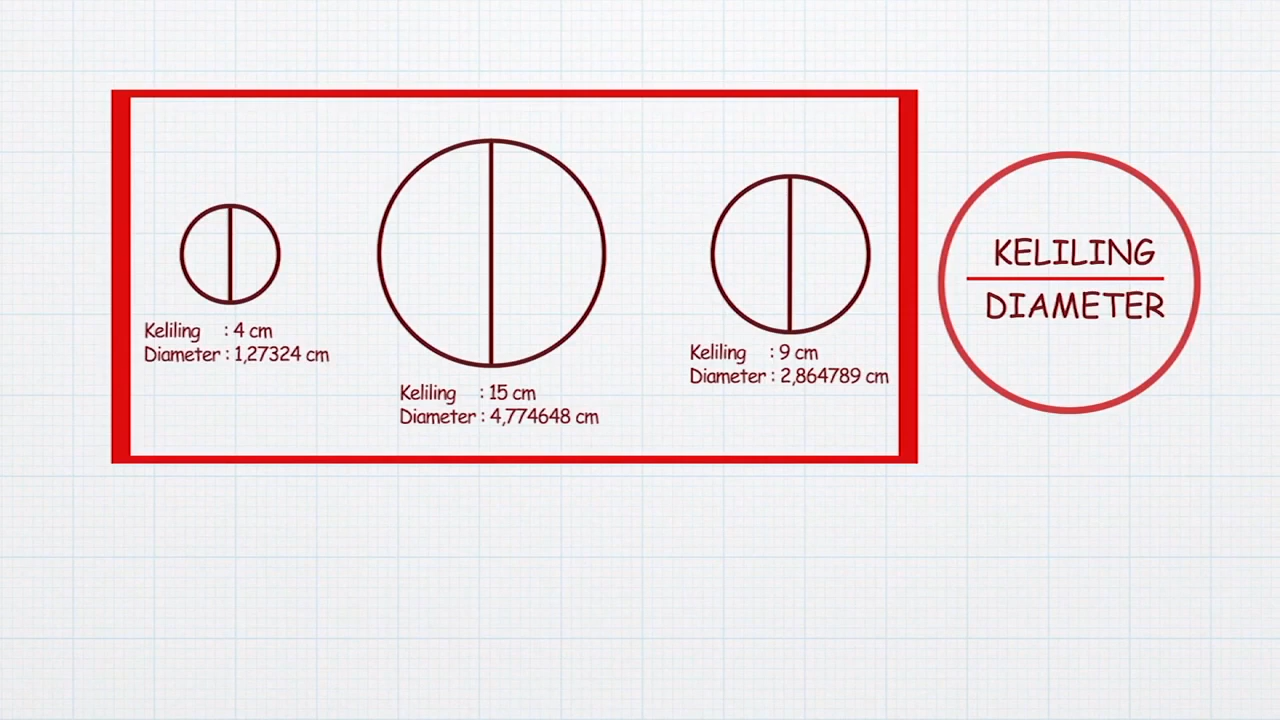 Keliling : 4 cm
Diameter : 1,27324 cm
Keliling : 15 cm
Diameter : 4,774648 cm
Keliling : 9 cm
Diameter : 2,864789 cm
KELILING
DIAMETER